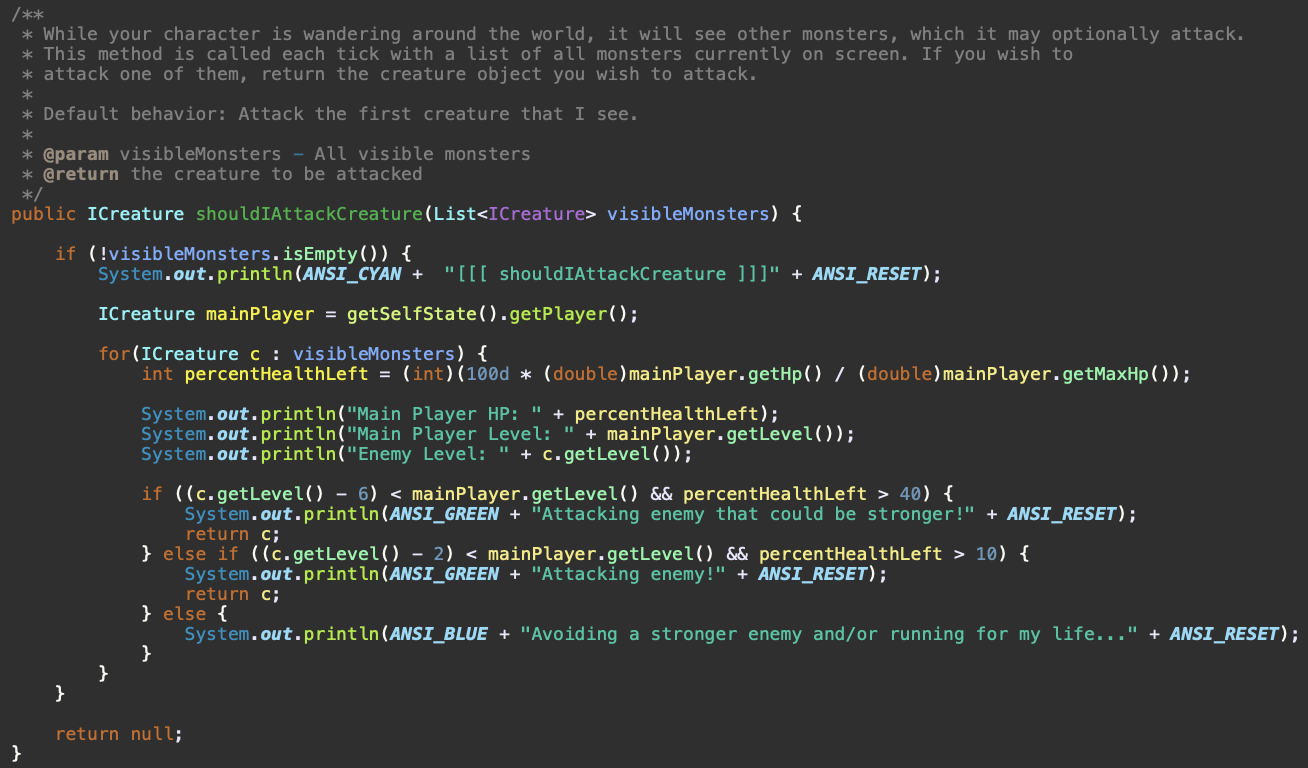 /**
 * While your character is wandering around the world, it will see other monsters, which it may optionally attack.
 * This method is called each tick with a list of all monsters currently on screen. If you wish to
 * attack one of them, return the creature object you wish to attack.
 *
 * Default behavior: Attack the first creature that I see.
 *
 * @param visibleMonsters – All visible monsters
 * @return the creature to be attacked
 */
public ICreature shouldIAttackCreature(List<ICreature> visibleMonsters) {

    if (!visibleMonsters.isEmpty()) {
        System.out.println(ANSI_CYAN +  "[[[ shouldIAttackCreature ]]]" + ANSI_RESET);

        ICreature mainPlayer = getSelfState().getPlayer();

        for(ICreature c : visibleMonsters) {
            int percentHealthLeft = (int)(100d * (double)mainPlayer.getHp() / (double)mainPlayer.getMaxHp());

            System.out.println("Main Player HP: " + percentHealthLeft);
            System.out.println("Main Player Level: " + mainPlayer.getLevel());
            System.out.println("Enemy Level: " + c.getLevel());

            if ((c.getLevel() - 6) < mainPlayer.getLevel() && percentHealthLeft > 40) {
                System.out.println(ANSI_GREEN + "Attacking enemy that could be stronger!" + ANSI_RESET);
                return c;
            } else if ((c.getLevel() - 2) < mainPlayer.getLevel() && percentHealthLeft > 10) {
                System.out.println(ANSI_GREEN + "Attacking enemy!" + ANSI_RESET);
                return c;
            } else {
                System.out.println(ANSI_BLUE + "Avoiding a stronger enemy and/or running for my life..." + ANSI_RESET);
            }
        }
    }

    return null;
}